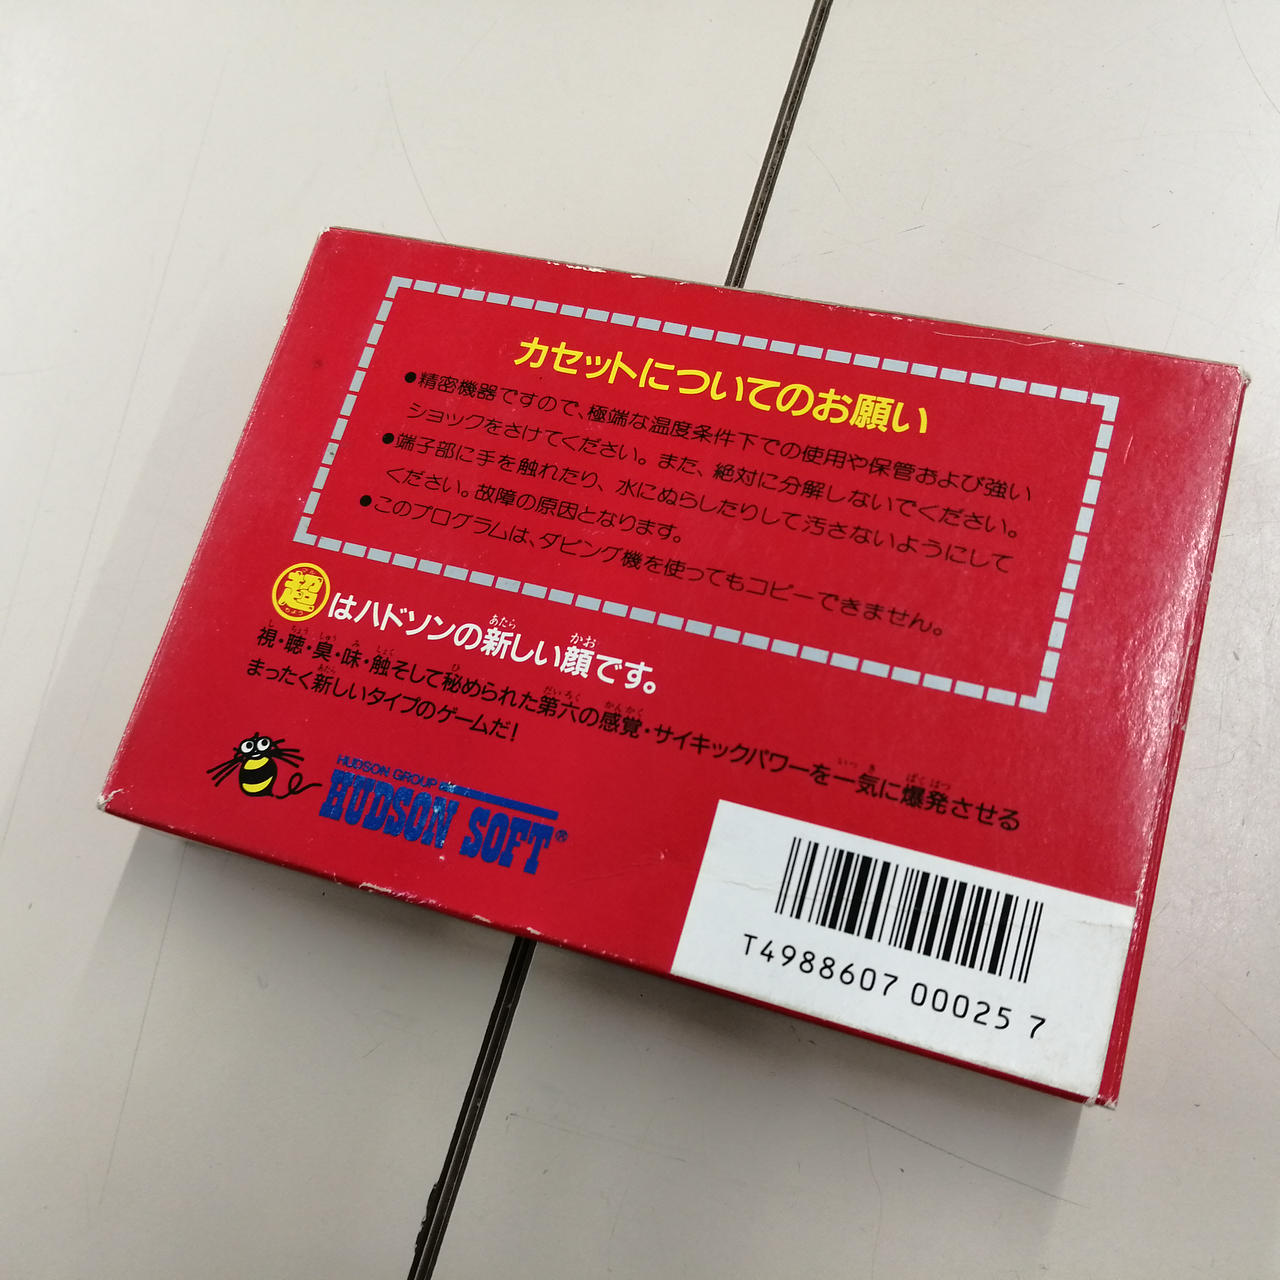 カセットについてのお願い
●精密機器ですので、極端な温度条件下での使用や保管および強い
ショックをさけてください。また、絶対に分解しないでください。
●端子部に手を触れたり、水にぬらしたりして汚さないようにして
ください。故障の原因となります。
●このプログラムは、ダビング機を使ってもコピーできません。
超はハドソンの新しい顔です。
視・聴・臭・味・触そして秘められた第六の感覚・サイキックパワーを一気に爆発させる
まったく新しいタイプのゲームだ!
HUDSON GROUP
HUDSON SOFT®
T4988607 00025 7